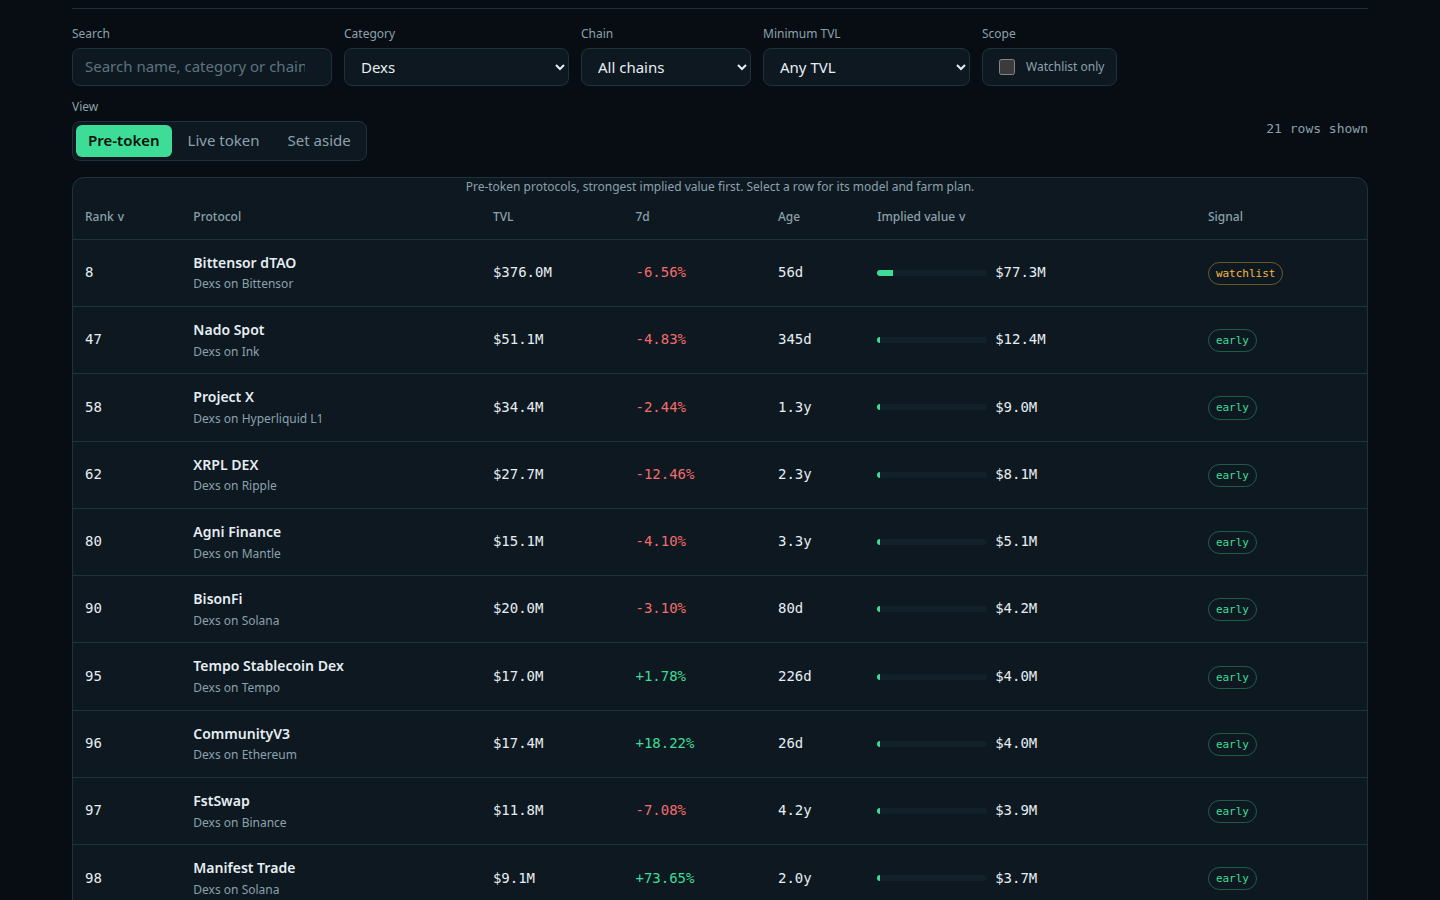 Search
Category
Chain
Minimum TVL
Scope
Search name, category or chain
Dexs
All chains
Any TVL
Watchlist only
View
Pre-token
Live token
Set aside
21 rows shown
Pre-token protocols, strongest implied value first. Select a row for its model and farm plan.
Rank v Protocol TVL 7d Age Implied value v Signal
8 Bittensor dTAO $376.0M -6.56% 56d $77.3M watchlist
Dexs on Bittensor
47 Nado Spot $51.1M -4.83% 345d $12.4M early
Dexs on Ink
58 Project X $34.4M -2.44% 1.3y $9.0M early
Dexs on Hyperliquid L1
62 XRPL DEX $27.7M -12.46% 2.3y $8.1M early
Dexs on Ripple
80 Agni Finance $15.1M -4.10% 3.3y $5.1M early
Dexs on Mantle
90 BisonFi $20.0M -3.10% 80d $4.2M early
Dexs on Solana
95 Tempo Stablecoin Dex $17.0M +1.78% 226d $4.0M early
Dexs on Tempo
96 CommunityV3 $17.4M +18.22% 26d $4.0M early
Dexs on Ethereum
97 FstSwap $11.8M -7.08% 4.2y $3.9M early
Dexs on Binance
98 Manifest Trade $9.1M +73.65% 2.0y $3.7M early
Dexs on Solana